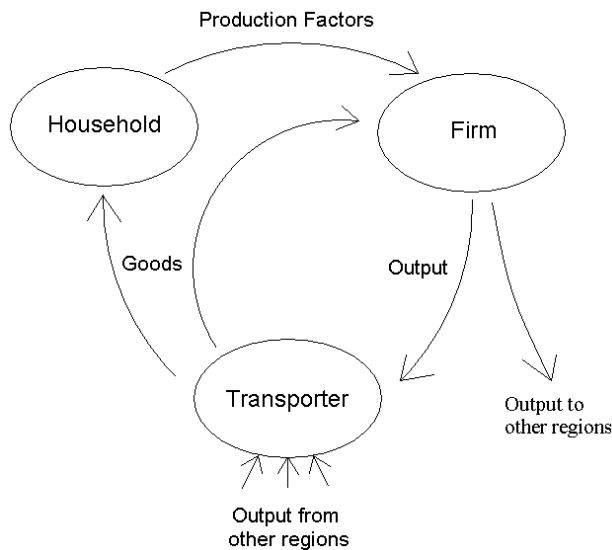 Production Factors
Household
Firm
Goods
Output
Transporter
Output to
other regions
Output from
other regions